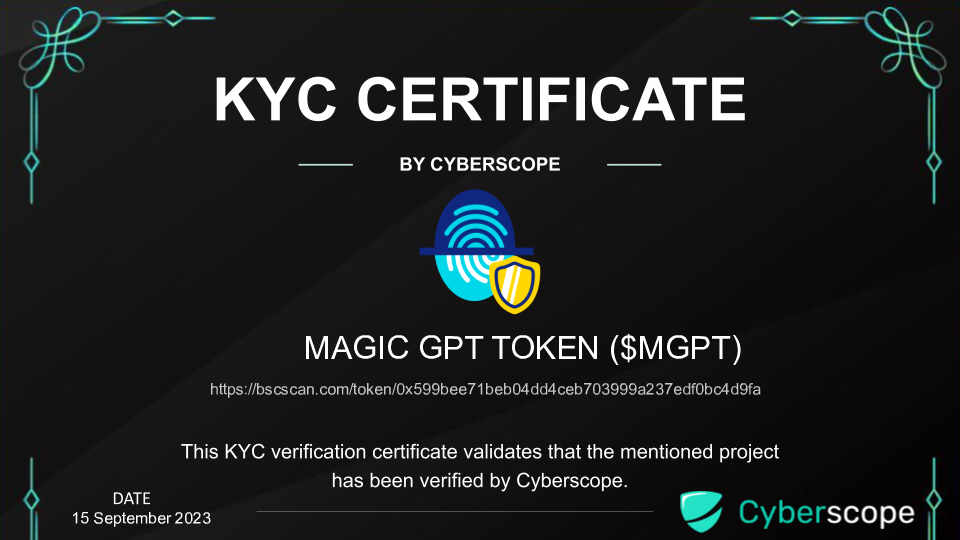 KYC CERTIFICATE
BY CYBERSCOPE
MAGIC GPT TOKEN ($MGPT)
https://bscscan.com/token/0x599bee71beb04dd4ceb703999a237edf0bc4d9fa
This KYC verification certificate validates that the mentioned project
has been verified by Cyberscope.
DATE
15 September 2023
Cyberscope